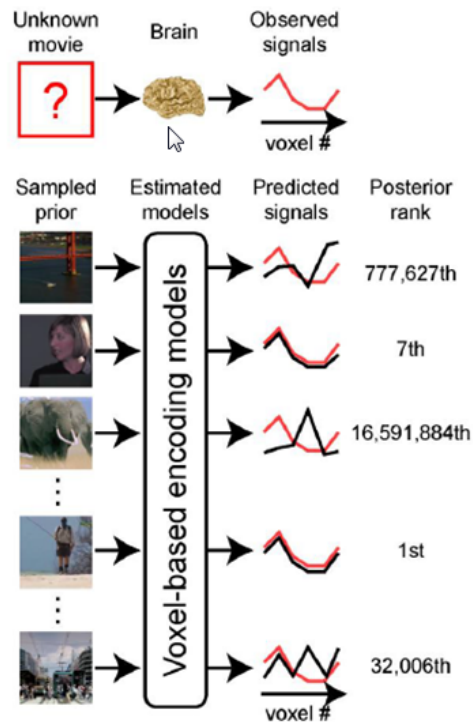 Unknown movie
Brain
Observed signals
?
voxel #
Sampled prior
Estimated models
Predicted signals
Posterior rank
Voxel-based encoding models
777,627th
7th
16,591,884th
1st
32,006th
voxel #